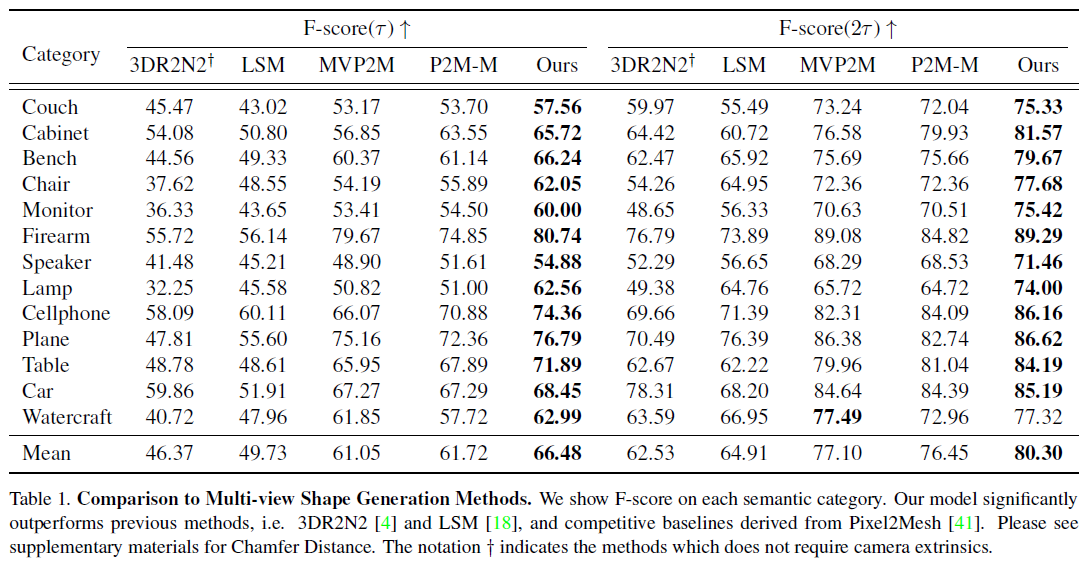 Category F-score(τ) ↑ F-score(2τ) ↑
3DR2N2† LSM MVP2M P2M-M Ours 3DR2N2† LSM MVP2M P2M-M Ours
Couch 45.47 43.02 53.17 53.70 57.56 59.97 55.49 73.24 72.04 75.33
Cabinet 54.08 50.80 56.85 63.55 65.72 64.42 60.72 76.58 79.93 81.57
Bench 44.56 49.33 60.37 61.14 66.24 62.47 65.92 75.69 75.66 79.67
Chair 37.62 48.55 54.19 55.89 62.05 54.26 64.95 72.36 72.36 77.68
Monitor 36.33 43.65 53.41 54.50 60.00 48.65 56.33 70.63 70.51 75.42
Firearm 55.72 56.14 79.67 74.85 80.74 76.79 73.89 89.08 84.82 89.29
Speaker 41.48 45.21 48.90 51.61 54.88 52.29 56.65 68.29 68.53 71.46
Lamp 32.25 45.58 50.82 51.00 62.56 49.38 64.76 65.72 64.72 74.00
Cellphone 58.09 60.11 66.07 70.88 74.36 69.66 71.39 82.31 84.09 86.16
Plane 47.81 55.60 75.16 72.36 76.79 70.49 76.39 86.38 82.74 86.62
Table 48.78 48.61 65.95 67.89 71.89 62.67 62.22 79.96 81.04 84.19
Car 59.86 51.91 67.27 67.29 68.45 78.31 68.20 84.64 84.39 85.19
Watercraft 40.72 47.96 61.85 57.72 62.99 63.59 66.95 77.49 72.96 77.32
Mean 46.37 49.73 61.05 61.72 66.48 62.53 64.91 77.10 76.45 80.30
Table 1. Comparison to Multi-view Shape Generation Methods. We show F-score on each semantic category. Our model significantly
outperforms previous methods, i.e. 3DR2N2 [4] and LSM [18], and competitive baselines derived from Pixel2Mesh [41]. Please see
supplementary materials for Chamfer Distance. The notation † indicates the methods which does not require camera extrinsics.